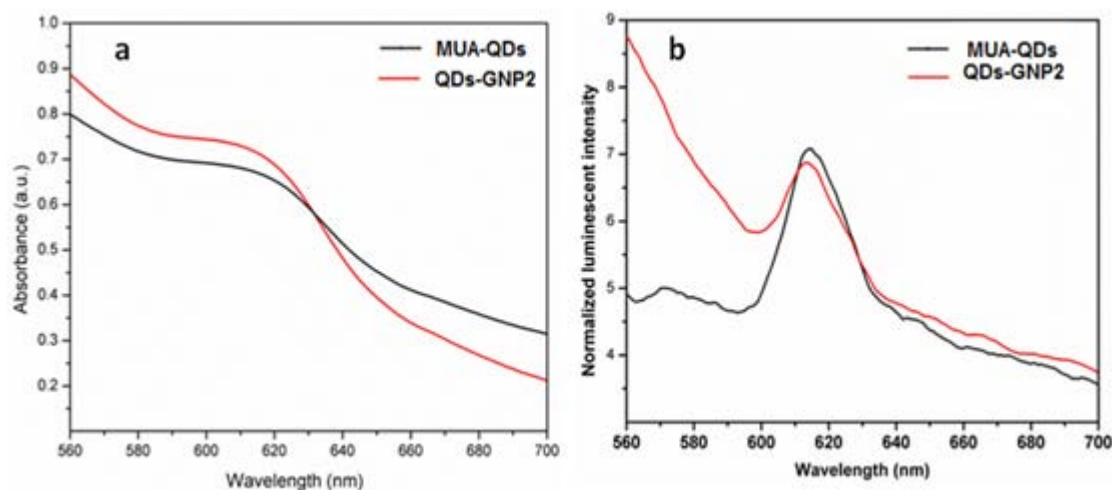 a
MUA-QDs
QDs-GNP2
Absorbance (a.u.)
1.0
0.9
0.8
0.7
0.6
0.5
0.4
0.3
0.2
560 580 600 620 640 660 680 700
Wavelength (nm)
b
MUA-QDs
QDs-GNP2
Normalized luminescent intensity
9
8
7
6
5
4
560 580 600 620 640 660 680 700
Wavelength (nm)